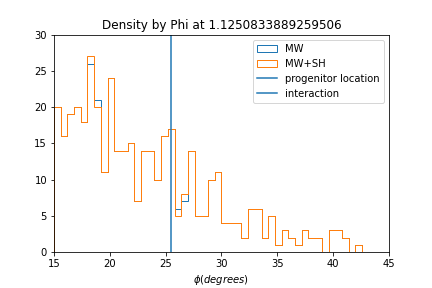 Density by Phi at 1.1250833889259506
MW
MW+SH
progenitor location
interaction
30
25
20
15
10
5
0
15 20 25 30 35 40 45
ϕ(degrees)